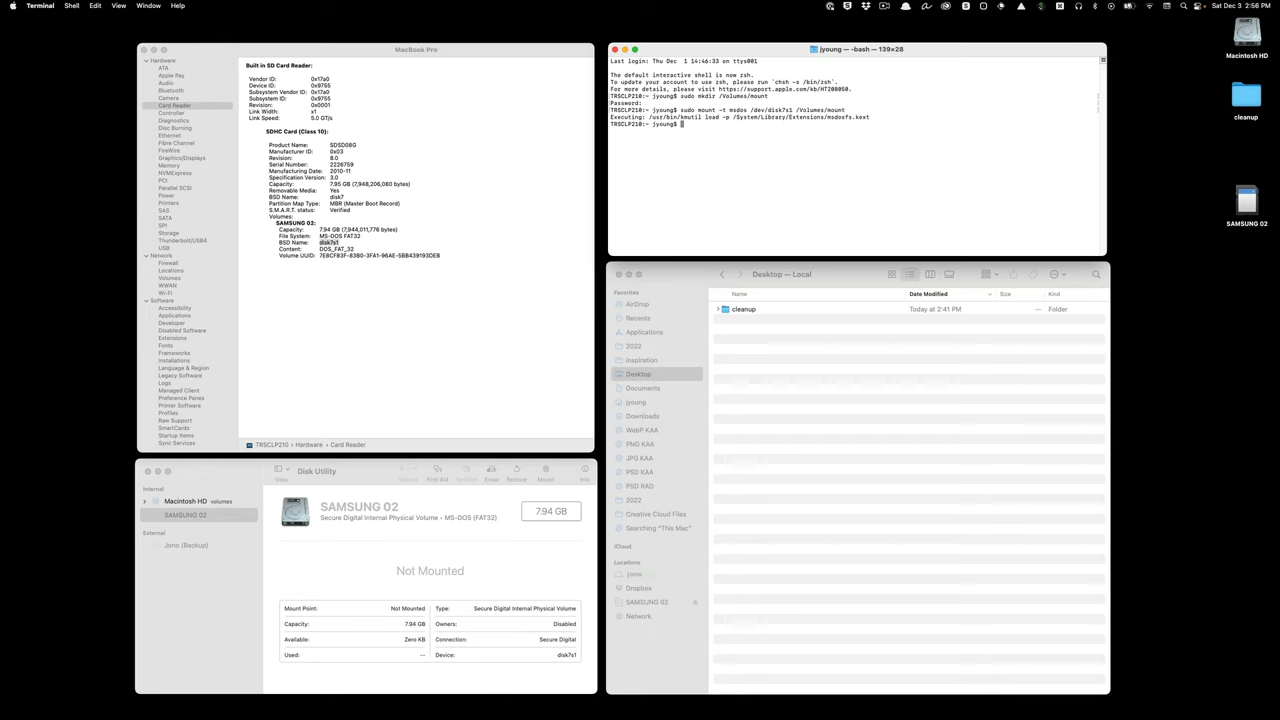 Terminal Shell Edit View Window Help
Sat Dec 3 2:56 PM
Macintosh HD
cleanup
SAMSUNG 02
MacBook Pro
Hardware
ATA
Apple Pay
Audio
Bluetooth
Camera
Card Reader
Controller
Diagnostics
Disc Burning
Ethernet
Fibre Channel
FireWire
Graphics/Displays
Memory
NVMExpress
PCI
Parallel SCSI
Power
Printers
SAS
SATA
SPI
Storage
Thunderbolt/USB4
USB
Network
Firewall
Locations
Volumes
WWAN
Wi-Fi
Software
Accessibility
Applications
Developer
Disabled Software
Extensions
Fonts
Frameworks
Installations
Language & Region
Legacy Software
Logs
Managed Client
Preference Panes
Printer Software
Profiles
Raw Support
SmartCards
Startup Items
Sync Services
Built in SD Card Reader:
Vendor ID: 0x17a0
Device ID: 0x9755
Subsystem Vendor ID: 0x17a0
Subsystem ID: 0x9755
Revision: 0x0001
Link Width: x1
Link Speed: 5.0 GT/s
SDHC Card (Class 10):
Product Name: SDSD08G
Manufacturer ID: 0x03
Revision: 8.0
Serial Number: 2226759
Manufacturing Date: 2010-11
Specification Version: 3.0
Capacity: 7.95 GB (7,948,206,080 bytes)
Removable Media: Yes
BSD Name: disk7
Partition Map Type: MBR (Master Boot Record)
S.M.A.R.T. status: Verified
Volumes:
SAMSUNG 02:
Capacity: 7.94 GB (7,944,011,776 bytes)
File System: MS-DOS FAT32
BSD Name: disk7s1
Content: DOS_FAT_32
Volume UUID: 7E8CF83F-83B0-3FA1-96AE-5BB439193DEB
TRSCLP210 › Hardware › Card Reader
jyoung — -bash — 139×28
Last login: Thu Dec 1 14:46:33 on ttys001
The default interactive shell is now zsh.
To update your account to use zsh, please run `chsh -s /bin/zsh`.
For more details, please visit https://support.apple.com/kb/HT208050.
TRSCLP210:~ jyoung$ sudo mkdir /Volumes/mount
Password:
TRSCLP210:~ jyoung$ sudo mount -t msdos /dev/disk7s1 /Volumes/mount
Executing: /usr/bin/kmutil load -p /System/Library/Extensions/msdosfs.kext
TRSCLP210:~ jyoung$
Desktop — Local
Favorites
AirDrop
Recents
Applications
2022
inspiration
Desktop
Documents
jyoung
Downloads
WebP KAA
PNG KAA
JPG KAA
PSD KAA
PSD RAD
2022
Creative Cloud Files
Searching "This Mac"
iCloud
Locations
Dropbox
SAMSUNG 02
Network
Name Date Modified Size Kind
cleanup Today at 2:41 PM -- Folder
Disk Utility
View
First Aid Partition Erase Restore Mount Info
Internal
Macintosh HD volumes
SAMSUNG 02
External
Jono (Backup)
SAMSUNG 02
Secure Digital Internal Physical Volume • MS-DOS (FAT32)
7.94 GB
Not Mounted
Mount Point: Not Mounted
Capacity: 7.94 GB
Available: Zero KB
Used: --
Type: Secure Digital Internal Physical Volume
Owners: Disabled
Connection: Secure Digital
Device: disk7s1